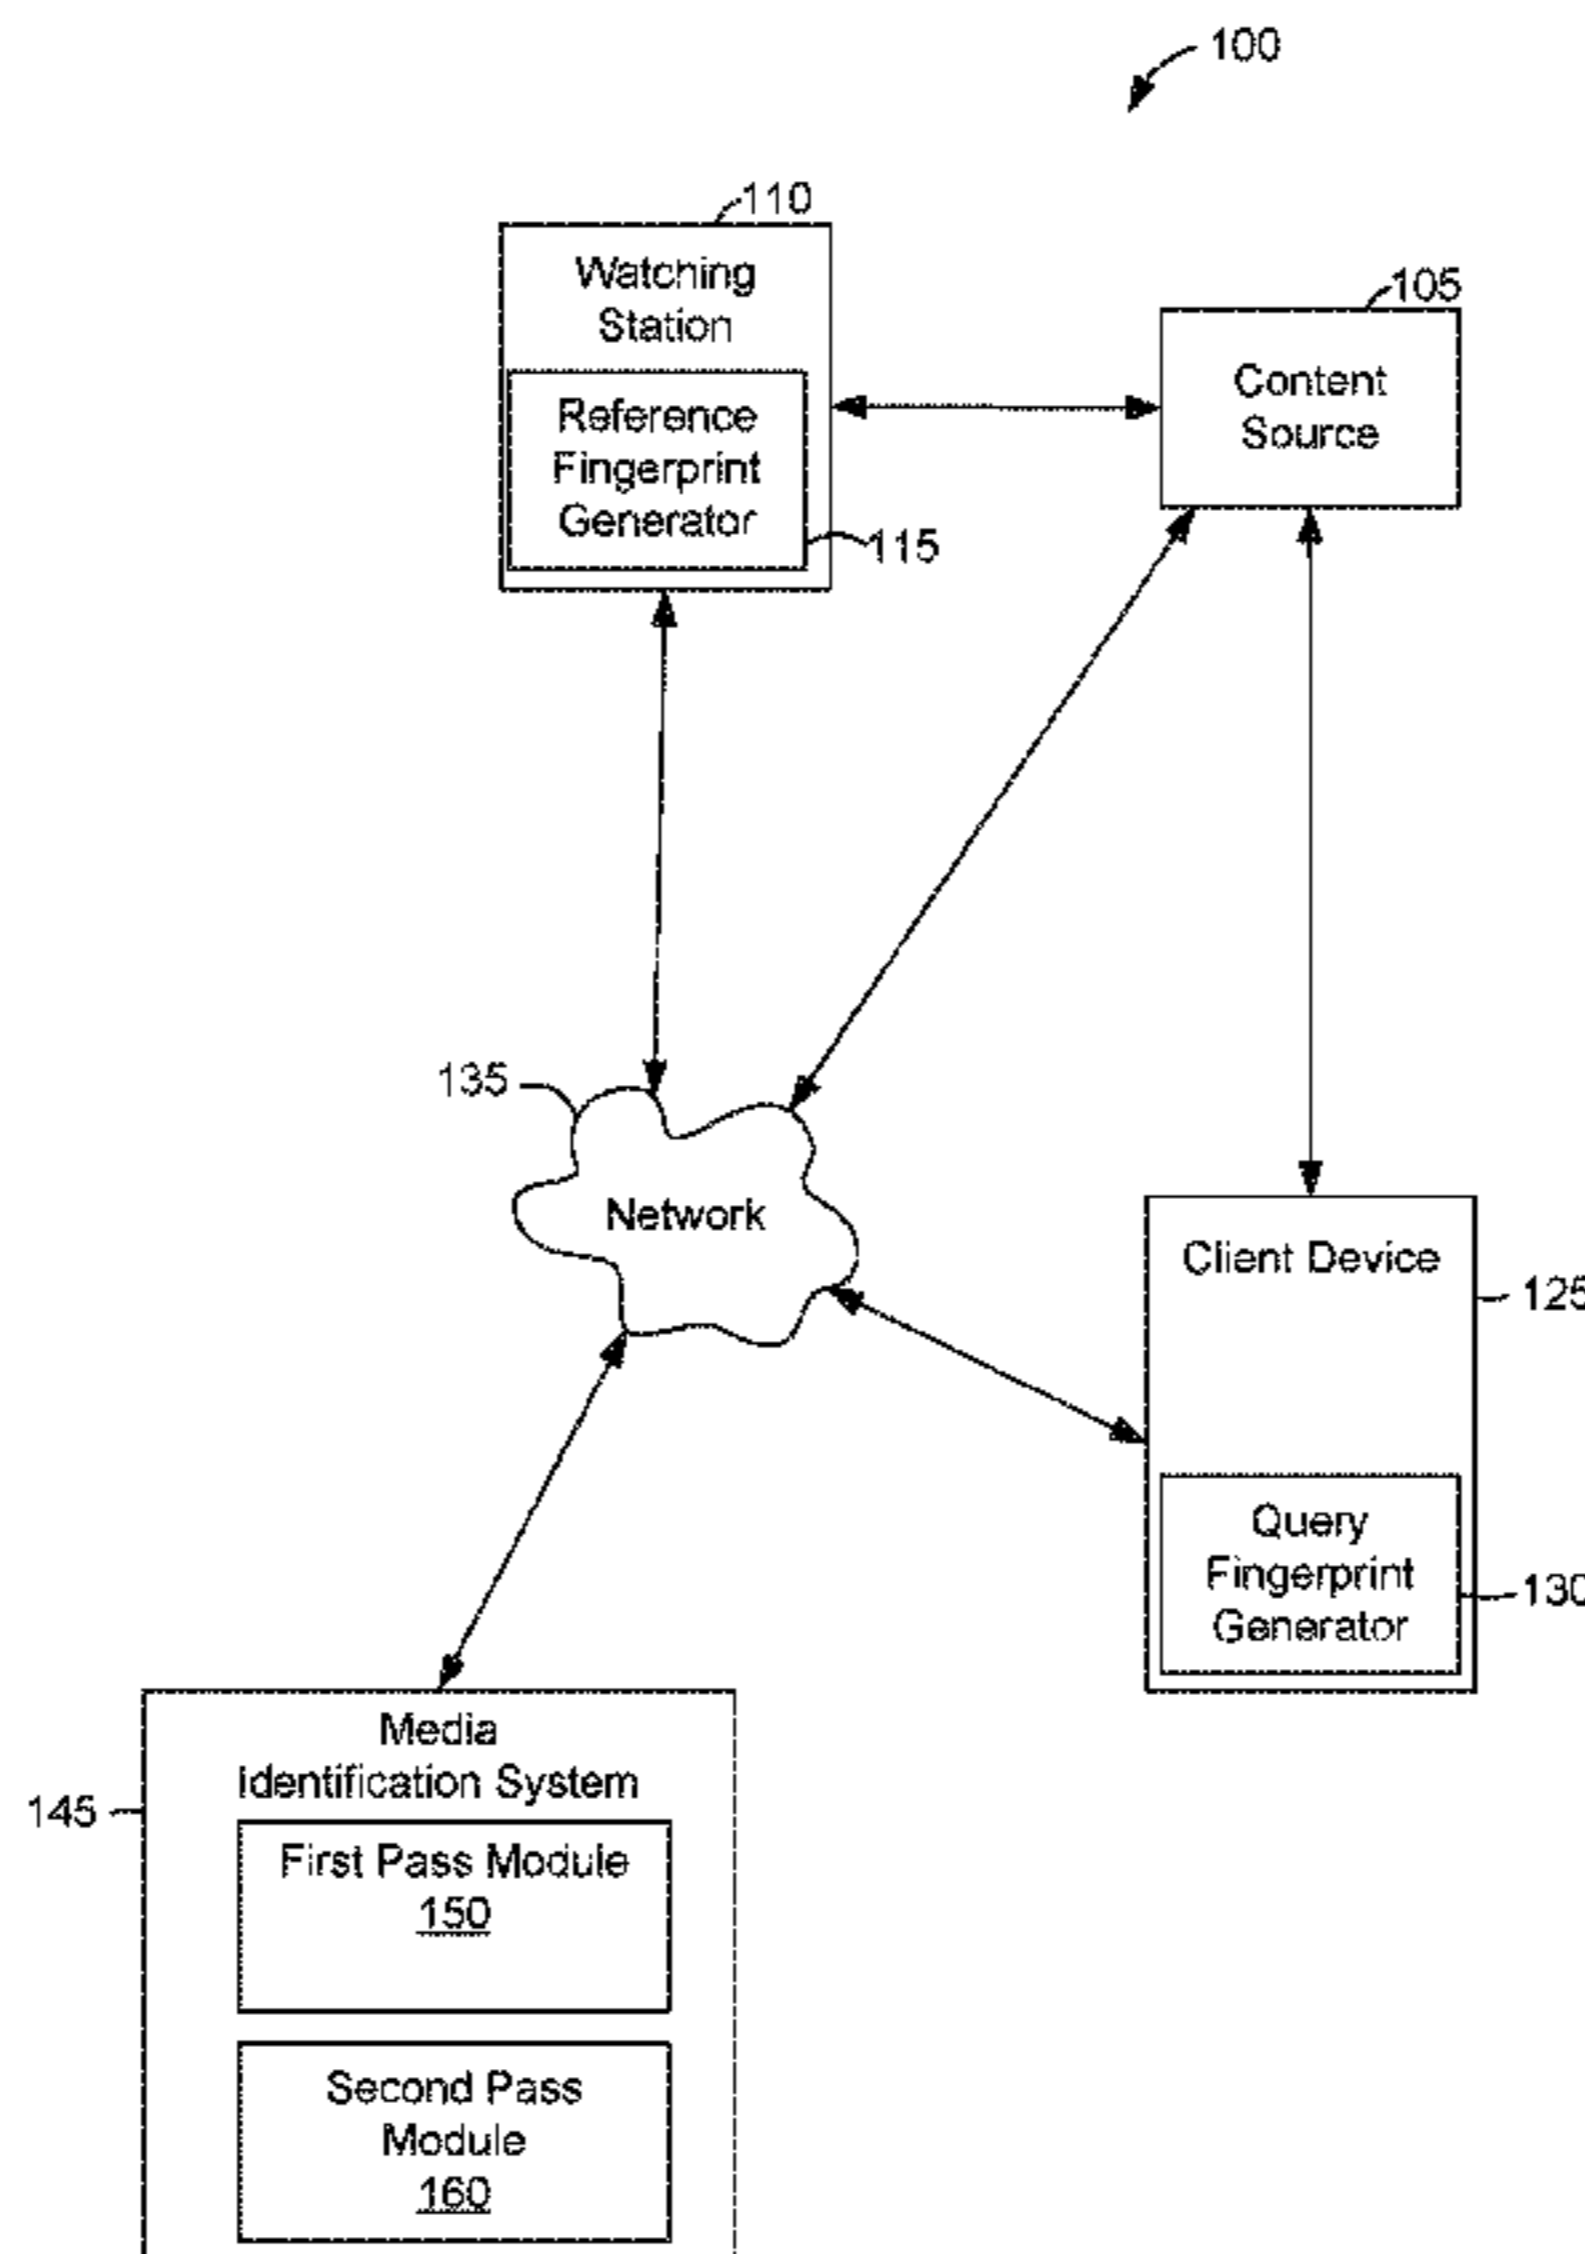 100
110
Watching
Station
105
Content
Source
Reference
Fingerprint
Generator
115
135
Network
Client Device
125
Query
Fingerprint
Generator
130
Media
Identification System
145
First Pass Module
150
Second Pass
Module
160